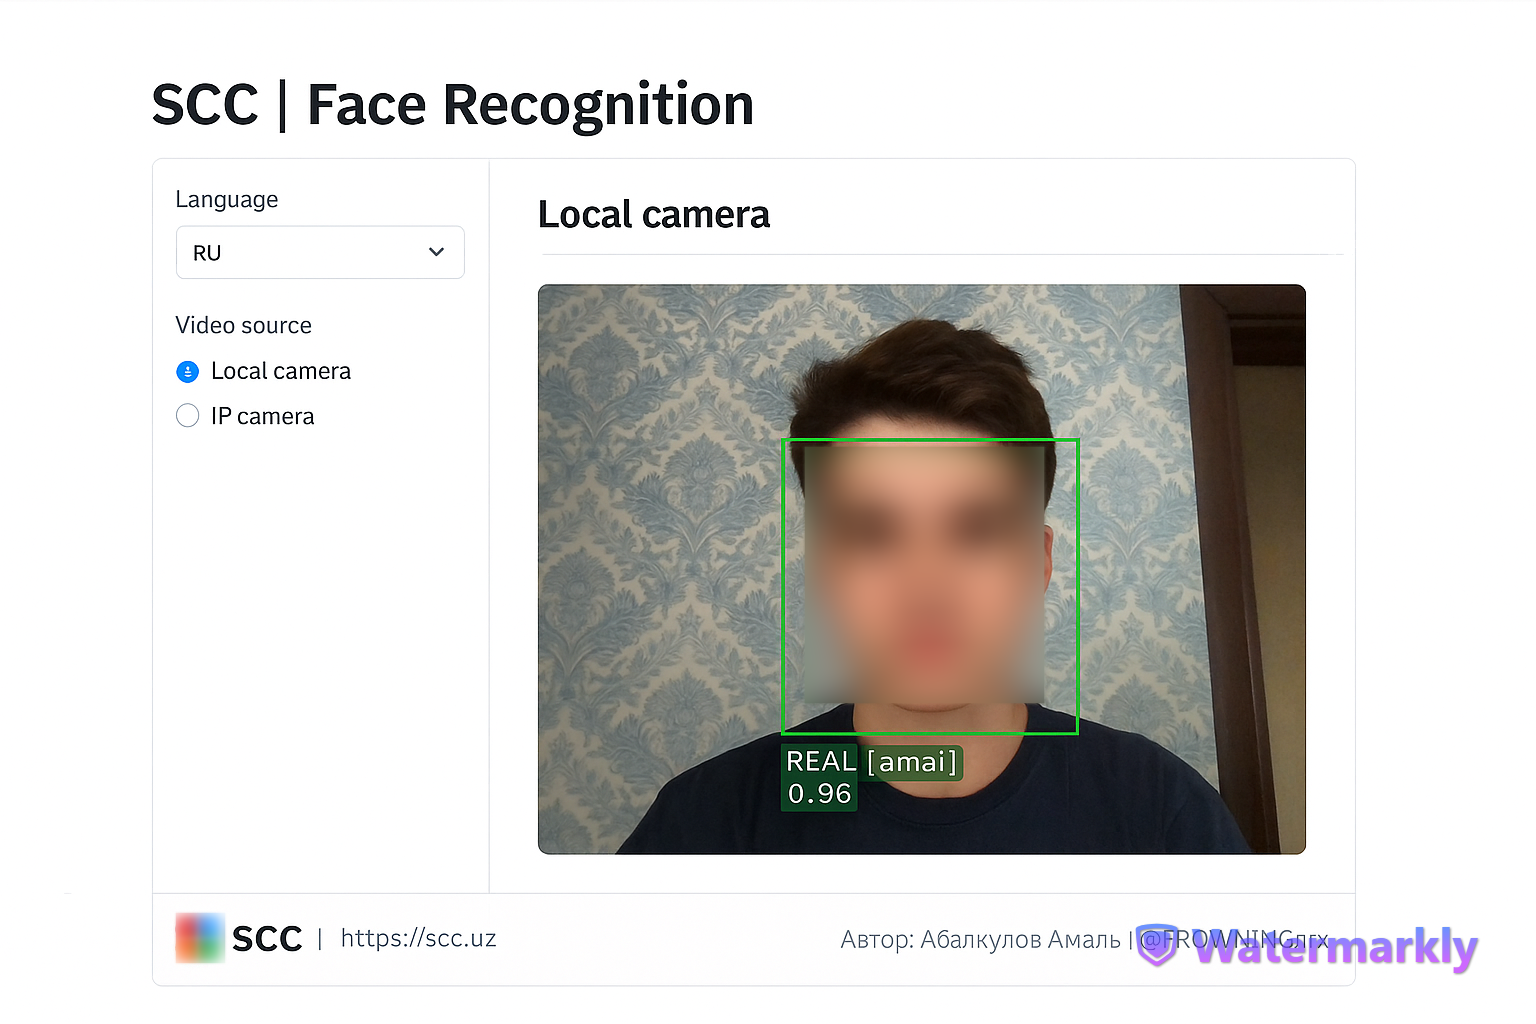 SCC | Face Recognition
Language
RU
Video source
Local camera
IP camera
Local camera
REAL [amai]
0.96
SCC | https://scc.uz
Автор: Абалкулов Амаль |
Watermarkly